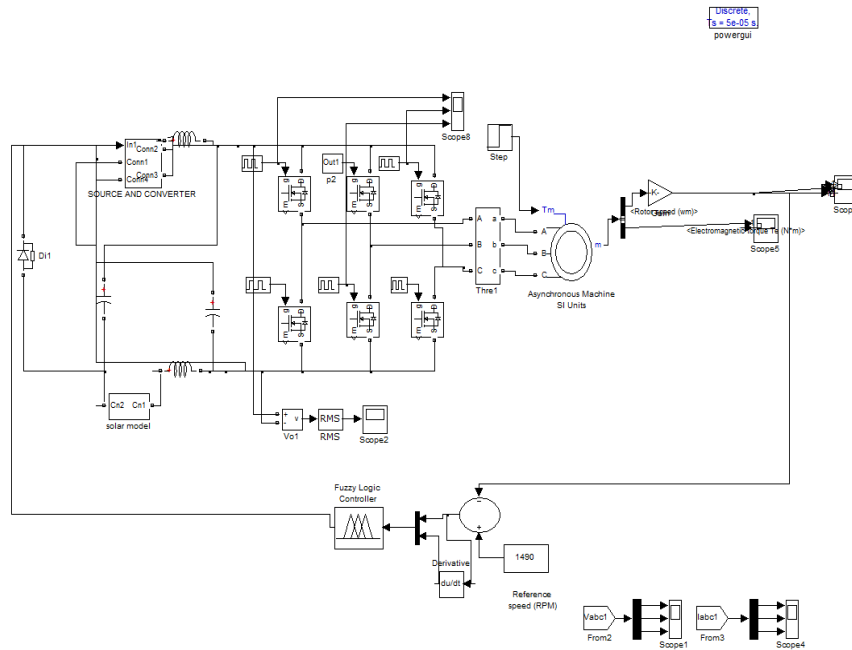 Discrete,
Ts = 5e-05 s.
powergui
In1
Conn2
Conn1
Conn3
Conn4
SOURCE AND CONVERTER
Scope8
Out1
p2
Step
Tm
K-
Gain
<Rotor speed (wm)>
<Electromagnetic torque Te (N*m)>
Scope5
g
D
E
S
g
D
E
S
g
D
E
S
A
B
C
a
b
c
Thre1
A
B
C
m
Asynchronous Machine
SI Units
Di1
+
+
g
D
E
S
g
D
E
S
g
D
E
S
Cn2
Cn1
solar model
+
-
v
Vo1
RMS
RMS
Scope2
Fuzzy Logic
Controller
-
+
1490
Derivative
du/dt
Reference
speed (RPM)
Vabc1
From2
Scope1
Iabc1
From3
Scope4